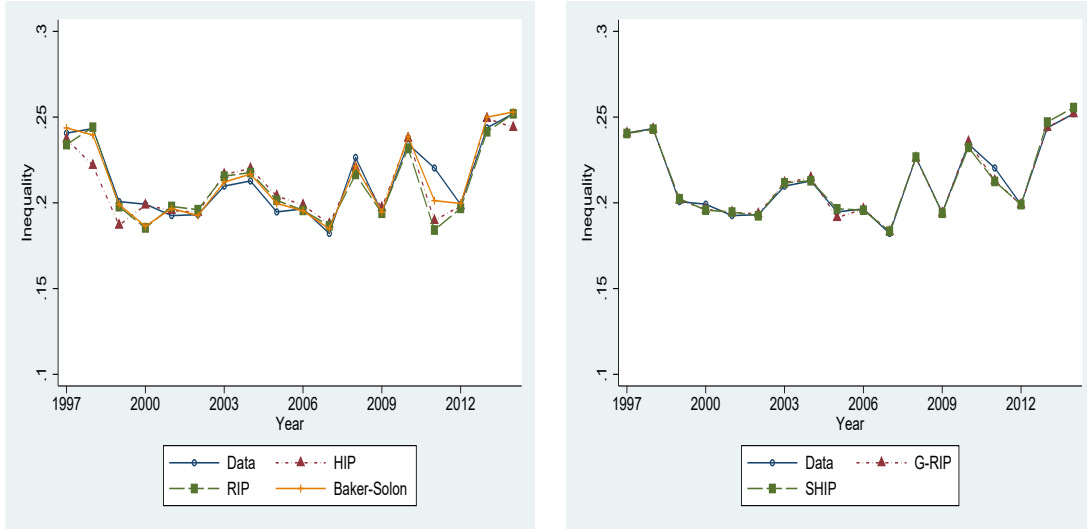 .3
.25
.2
.15
.1
Inequality
1997 2000 2003 2006 2009 2012
Year
Data HIP
RIP Baker-Solon
.3
.25
.2
.15
.1
Inequality
1997 2000 2003 2006 2009 2012
Year
Data G-RIP
SHIP